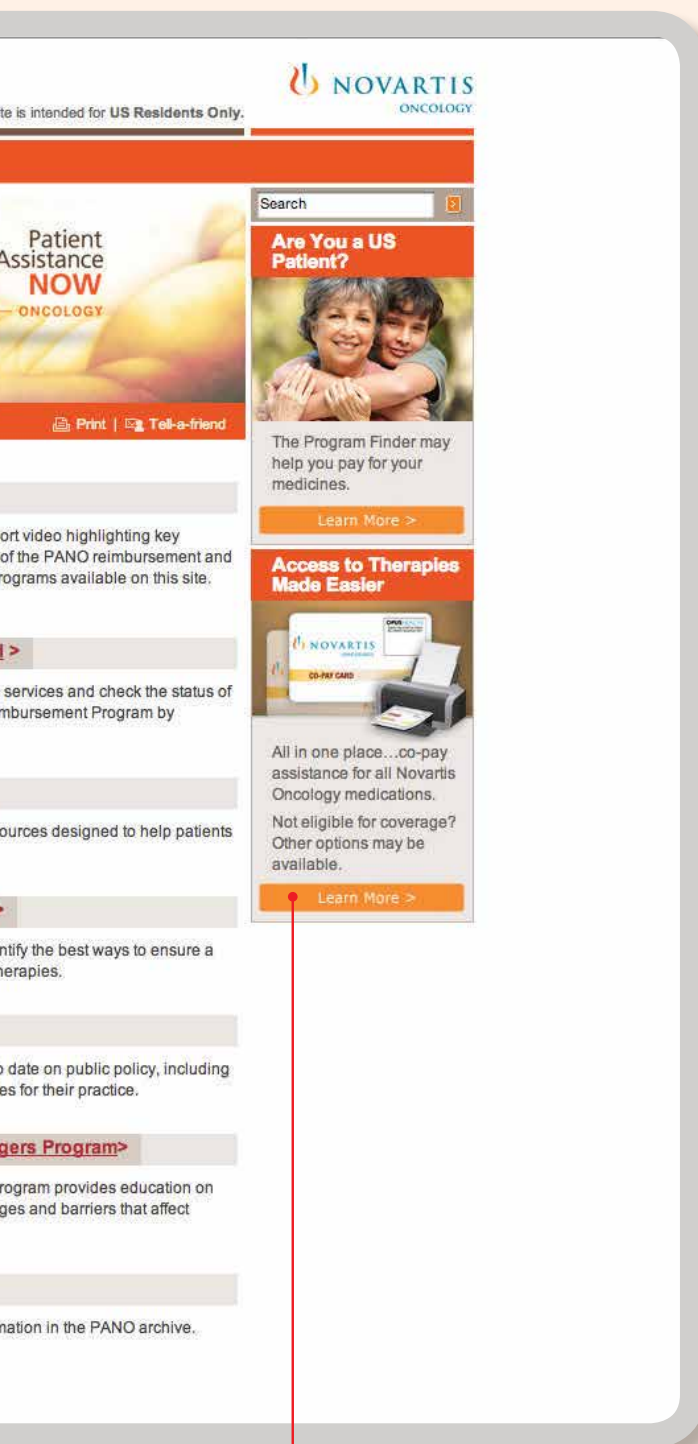 NOVARTIS
ONCOLOGY
te is intended for US Residents Only.
Search
Patient
Assistance
NOW
ONCOLOGY
Print | Tell-a-friend
ort video highlighting key
of the PANO reimbursement and
rograms available on this site.
>
services and check the status of
mbursement Program by
ources designed to help patients
ntify the best ways to ensure a
herapies.
o date on public policy, including
es for their practice.
gers Program>
rogram provides education on
ges and barriers that affect
mation in the PANO archive.
Are You a US
Patient?
The Program Finder may
help you pay for your
medicines.
Learn More >
Access to Therapies
Made Easier
NOVARTIS
CO-PAY CARD
All in one place...co-pay
assistance for all Novartis
Oncology medications.
Not eligible for coverage?
Other options may be
available.
Learn More >